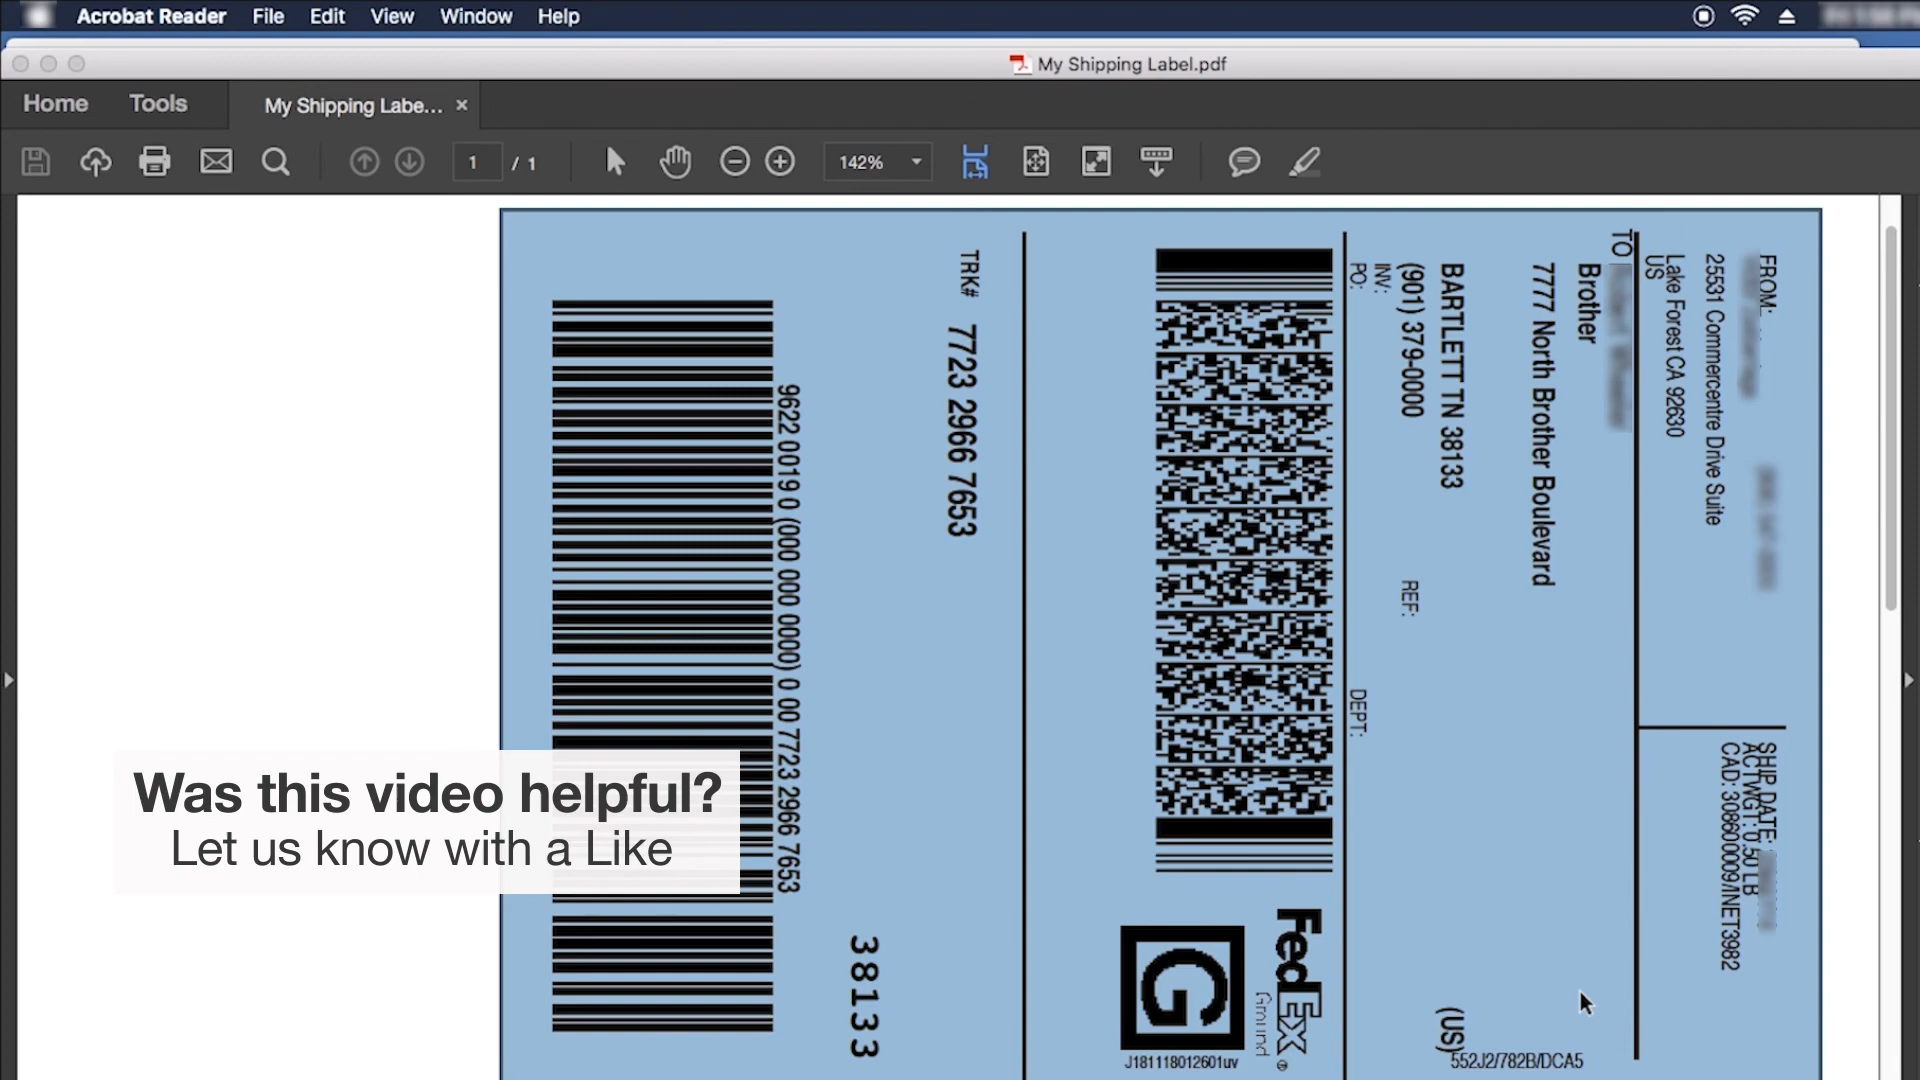 Acrobat Reader File Edit View Window Help
My Shipping Label.pdf
Home Tools My Shipping Labe... ×
1 / 1 142%
FROM:
25531 Commercentre Drive Suite
Lake Forest CA 92630
US
SHIP DATE:
ACTWGT: 0.50 LB
CAD: 3086000009/INET3982
TO
Brother
7777 North Brother Boulevard
BARTLETT TN 38133
(US)
(901) 379-0000
REF:
INV:
PO:
DEPT:
552J2/782B/DCA5
FedEx
Ground
G
J181118012601uv
TRK# 7723 2966 7653
38133
9622 0019 0 (000 000 0000) 0 00 7723 2966 7653
Was this video helpful?
Let us know with a Like